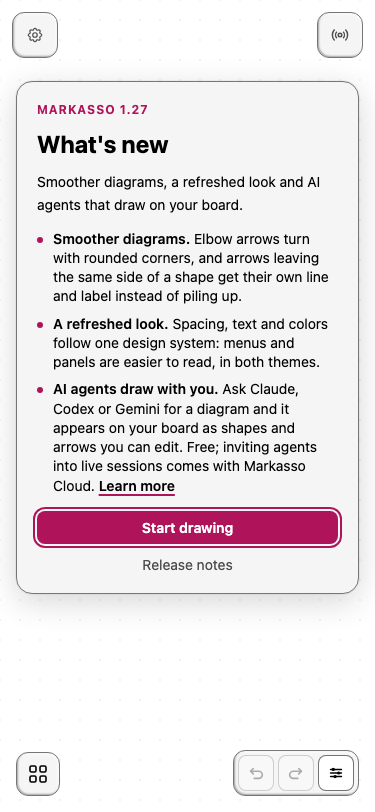 MARKASSO 1.27
What's new
Smoother diagrams, a refreshed look and AI
agents that draw on your board.
Smoother diagrams. Elbow arrows turn
with rounded corners, and arrows leaving
the same side of a shape get their own line
and label instead of piling up.
A refreshed look. Spacing, text and colors
follow one design system: menus and
panels are easier to read, in both themes.
AI agents draw with you. Ask Claude,
Codex or Gemini for a diagram and it
appears on your board as shapes and
arrows you can edit. Free; inviting agents
into live sessions comes with Markasso
Cloud. Learn more
Start drawing
Release notes